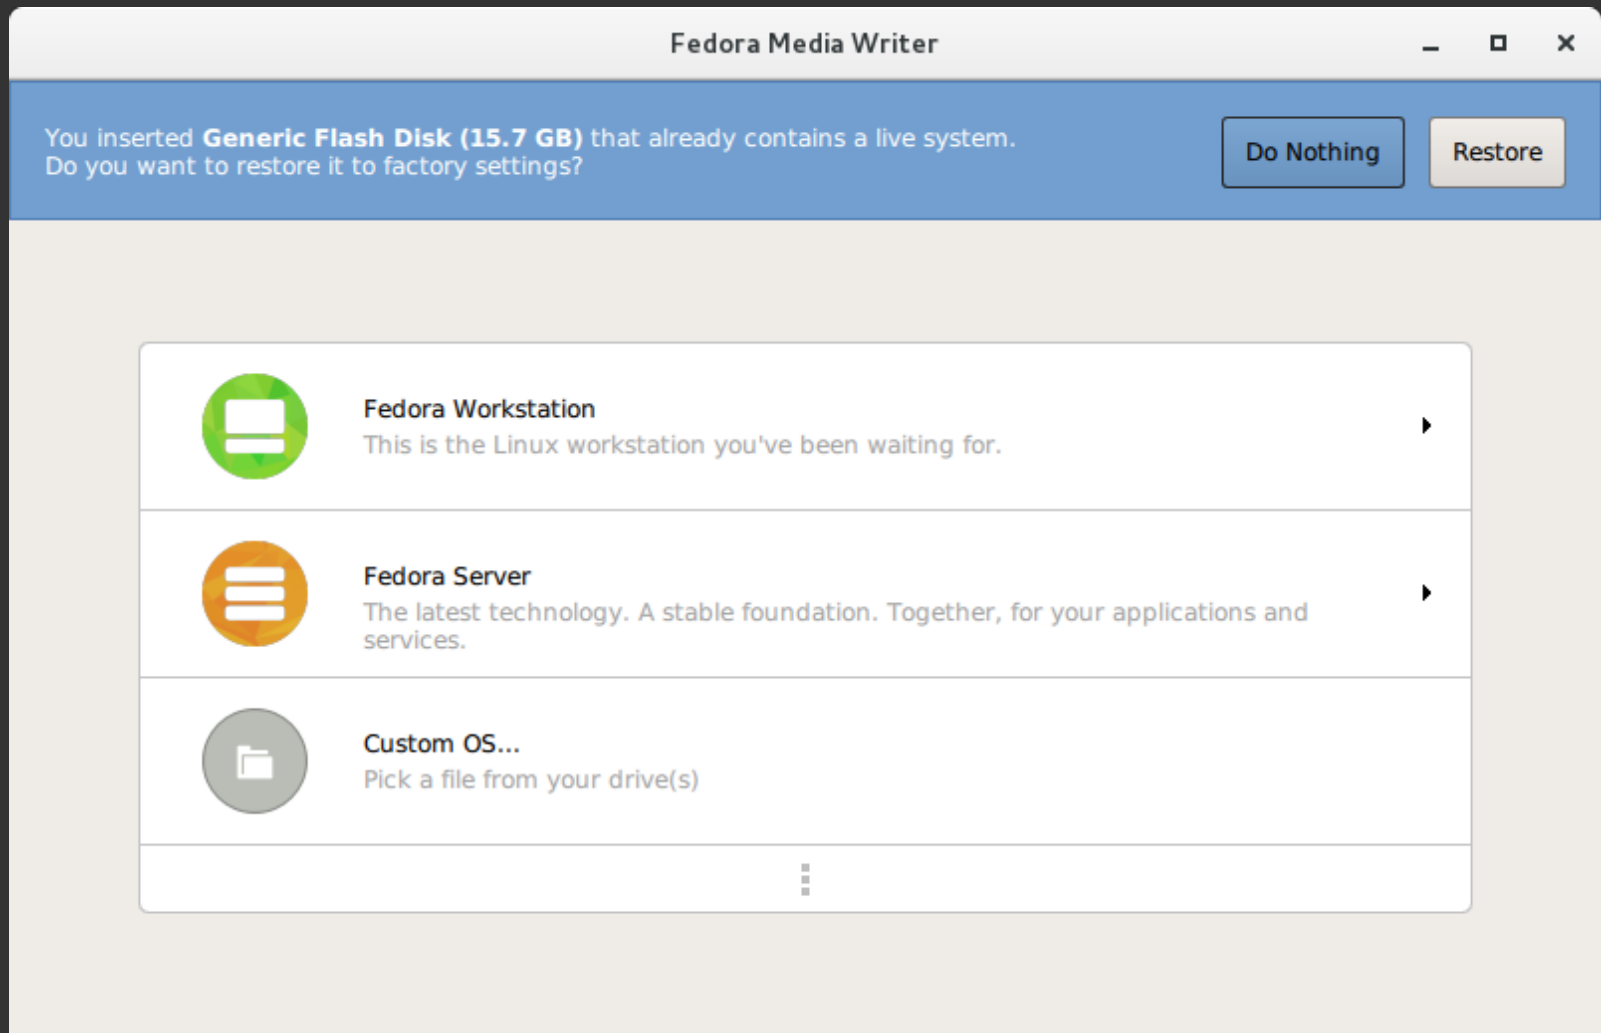 Fedora Media Writer
You inserted Generic Flash Disk (15.7 GB) that already contains a live system.
Do you want to restore it to factory settings?
Do Nothing
Restore
Fedora Workstation
This is the Linux workstation you've been waiting for.
Fedora Server
The latest technology. A stable foundation. Together, for your applications and
services.
Custom OS...
Pick a file from your drive(s)